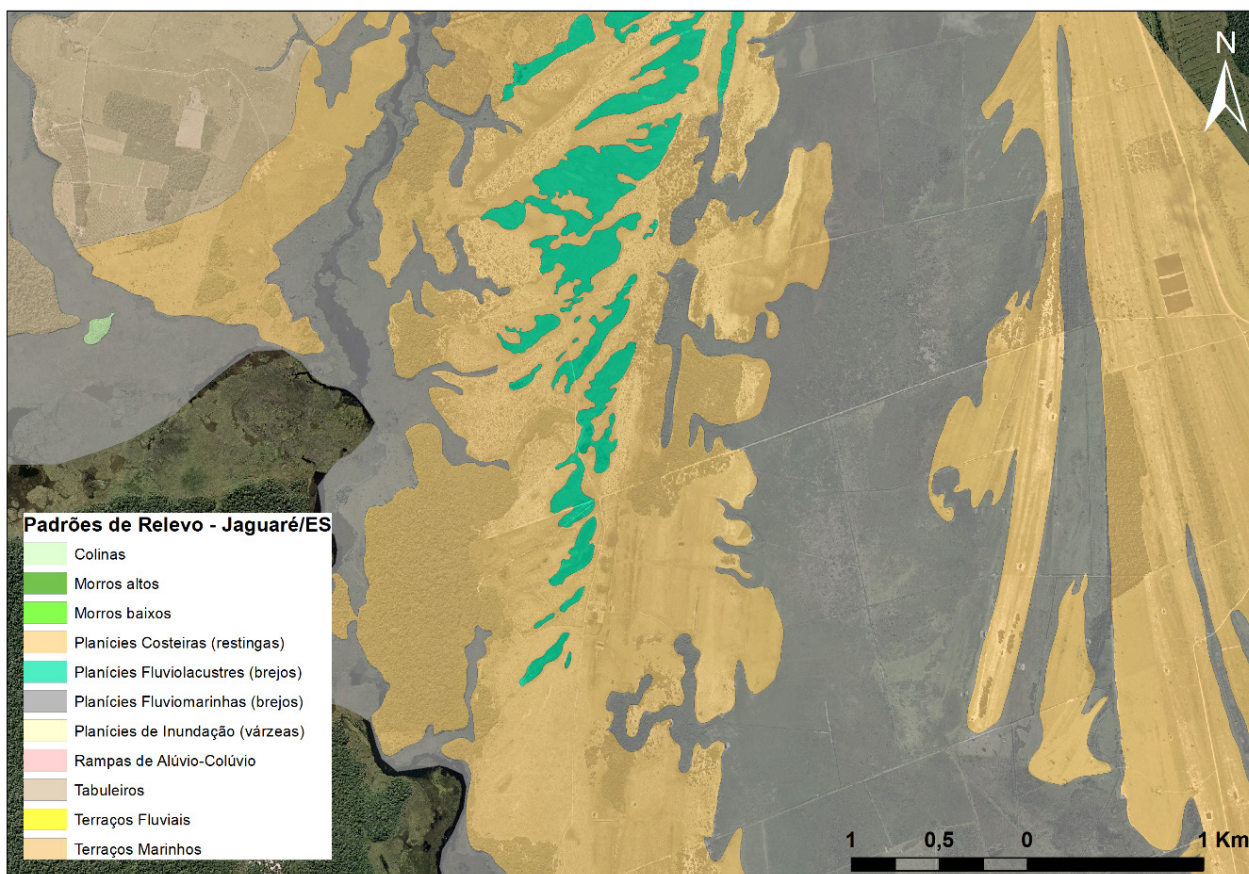 N
Padrões de Relevo - Jaguaré/ES
Colinas
Morros altos
Morros baixos
Planícies Costeiras (restingas)
Planícies Fluviolacustres (brejos)
Planícies Fluviomarinhas (brejos)
Planícies de Inundação (várzeas)
Rampas de Alúvio-Colúvio
Tabuleiros
Terraços Fluviais
Terraços Marinhos
1 0,5 0 1 Km